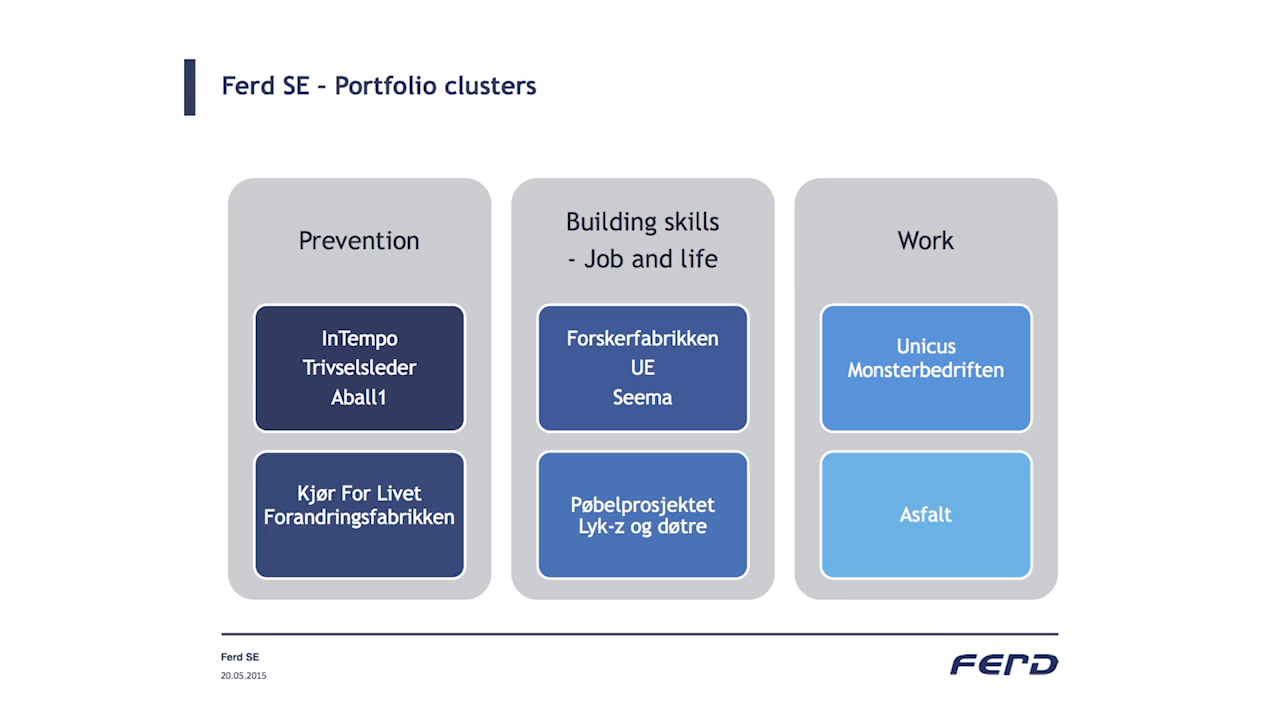 Ferd SE – Portfolio clusters
Prevention
InTempo
Trivselsleder
Aball1
Kjør For Livet
Forandringsfabrikken
Building skills
- Job and life
Forskerfabrikken
UE
Seema
Pøbelprosjektet
Lyk-z og døtre
Work
Unicus
Monsterbedriften
Asfalt
Ferd SE
20.05.2015
FERD